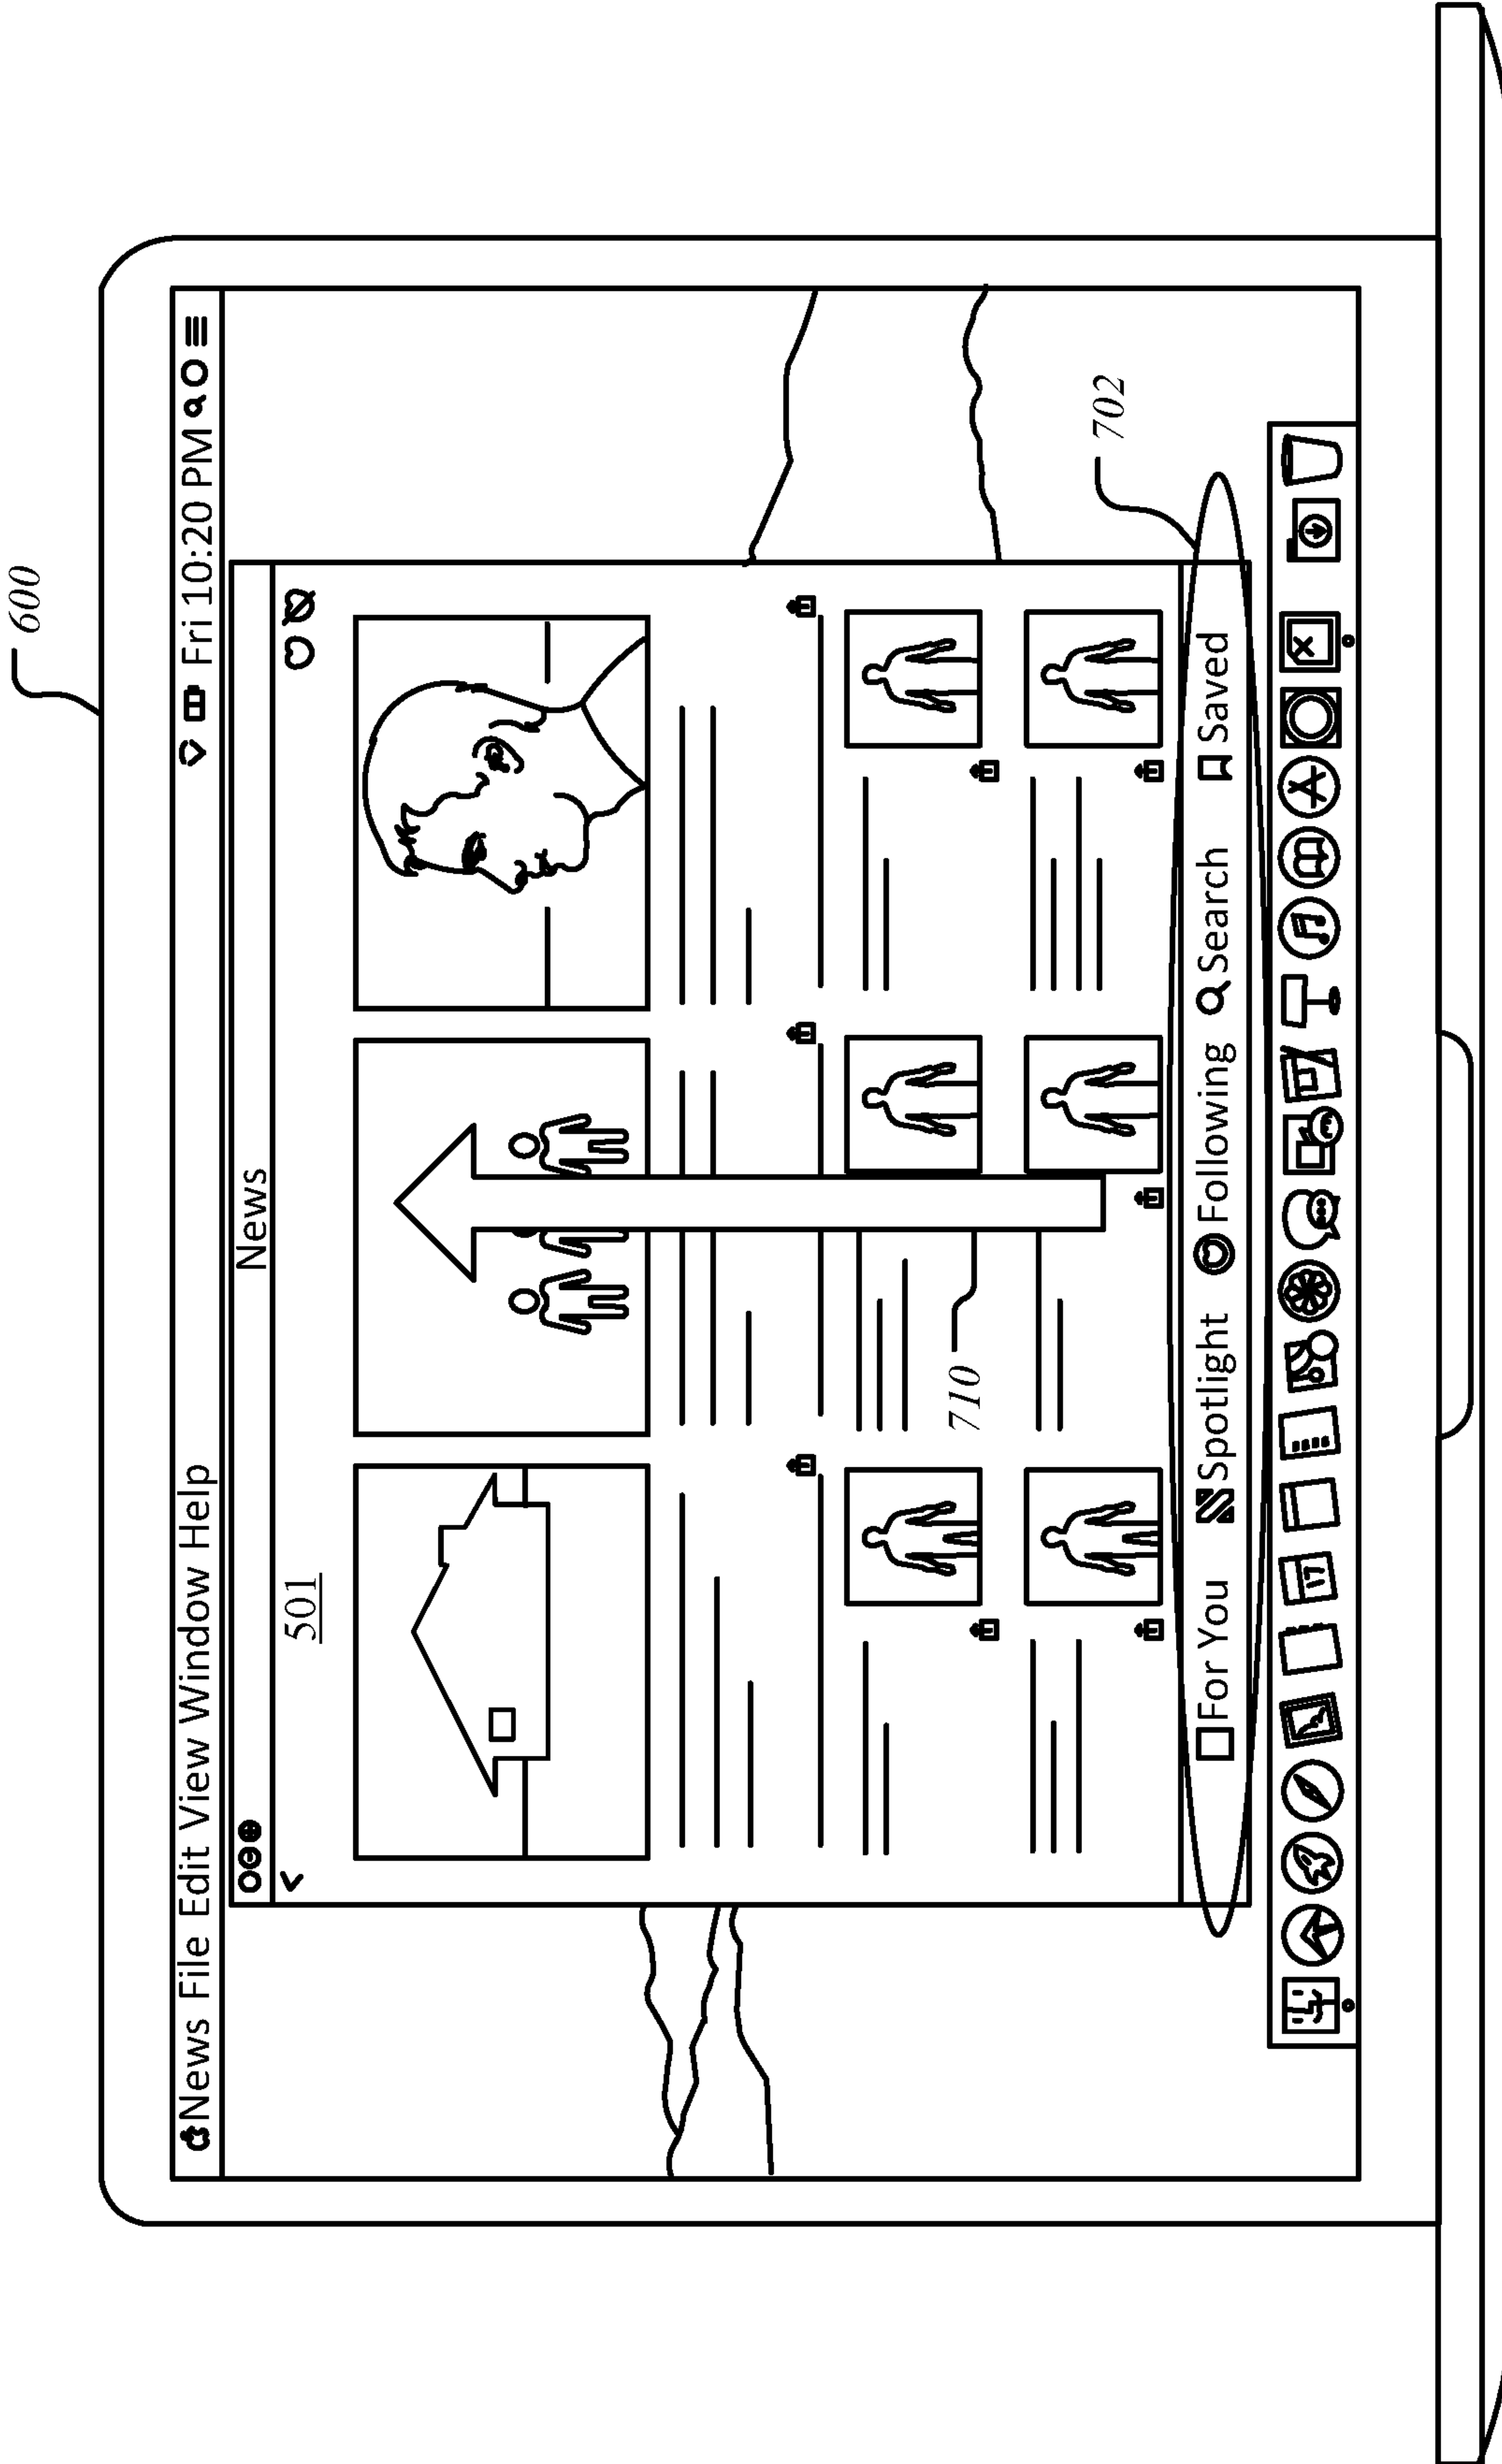 600
News File Edit View Window Help
Fri 10:20 PM
News
501
710
702
For You Spotlight Following Search Saved
17